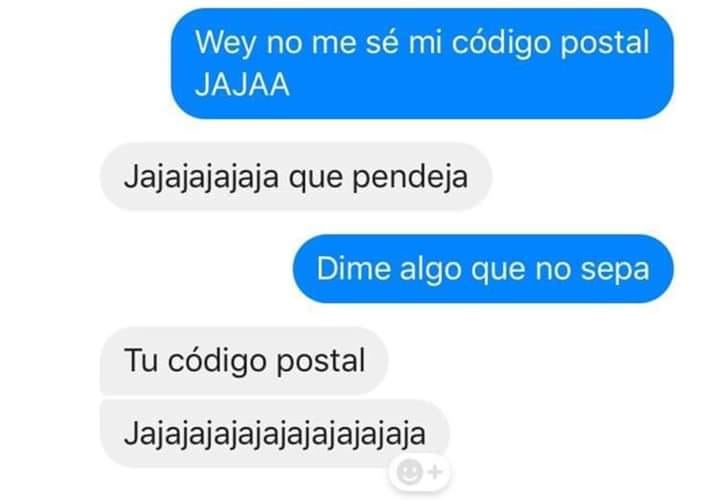 Wey no me sé mi código postal
JAJAA
Jajajajajaja que pendeja
Dime algo que no sepa
Tu código postal
Jajajajajajajajajajajaja